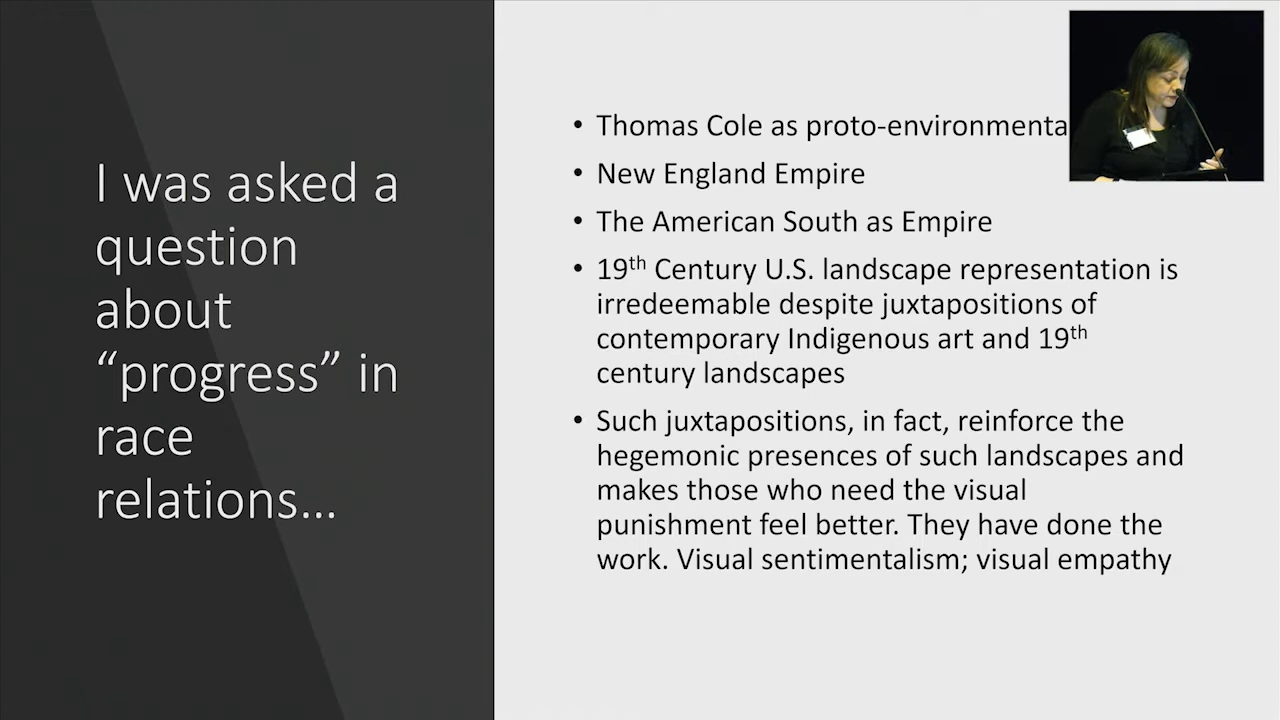 I was asked a
question
about
“progress” in
race
relations...
• Thomas Cole as
• New England Empire
• The American South as Empire
• 19th Century U.S. landscape representation is
irredeemable despite juxtapositions of
contemporary Indigenous art and 19th
century landscapes
• Such juxtapositions, in fact, reinforce the
hegemonic presences of such landscapes and
makes those who need the visual
punishment feel better. They have done the
work. Visual sentimentalism; visual empathy